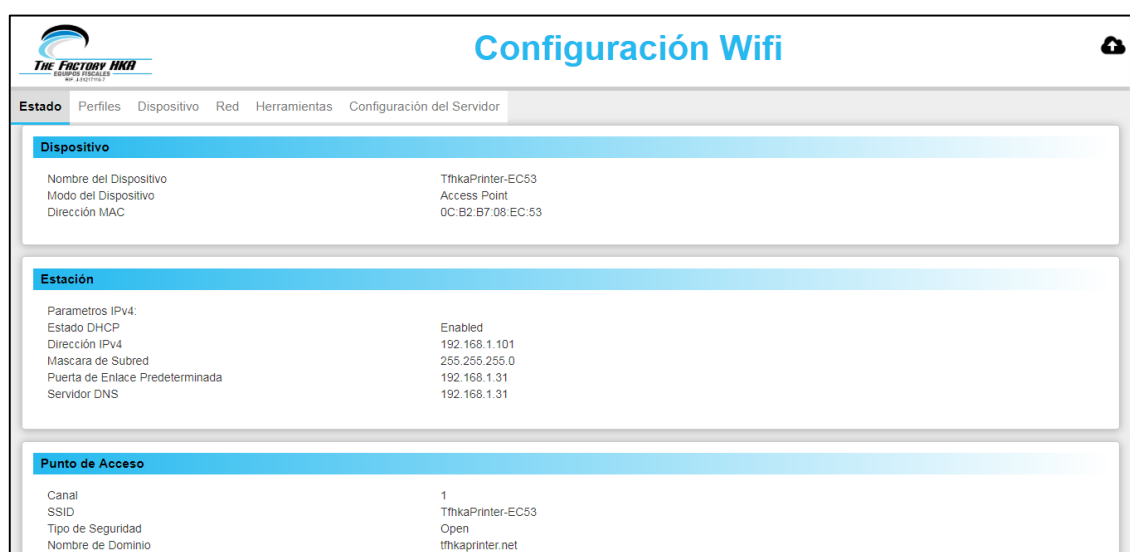 THE FACTORY HKA
EQUIPOS FISCALES
Configuración Wifi
Estado Perfiles Dispositivo Red Herramientas Configuración del Servidor
Dispositivo
Nombre del Dispositivo TfhkaPrinter-EC53
Modo del Dispositivo Access Point
Dirección MAC 0C:B2:B7:08:EC:53
Estación
Parametros IPv4:
Estado DHCP Enabled
Dirección IPv4 192.168.1.101
Mascara de Subred 255.255.255.0
Puerta de Enlace Predeterminada 192.168.1.31
Servidor DNS 192.168.1.31
Punto de Acceso
Canal 1
SSID TfhkaPrinter-EC53
Tipo de Seguridad Open
Nombre de Dominio tfhkaprinter.net